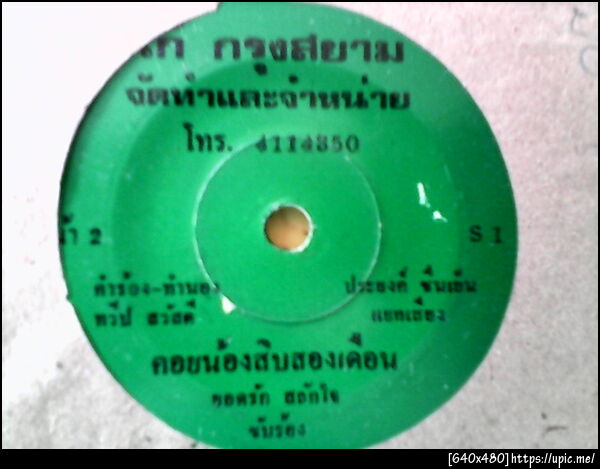 กรุงสยาม
จัดทำและจำหน่าย
โทร. 4114350
2
S I
คำร้อง-ทำนอง
ประยงค์ ชื่นเย็น
ทวีป สวัสดี
แยกเสียง
คอยน้องสิบสองเดือน
ยอดรัก สลักใจ
ขับร้อง
[640x480]https://upic.me/